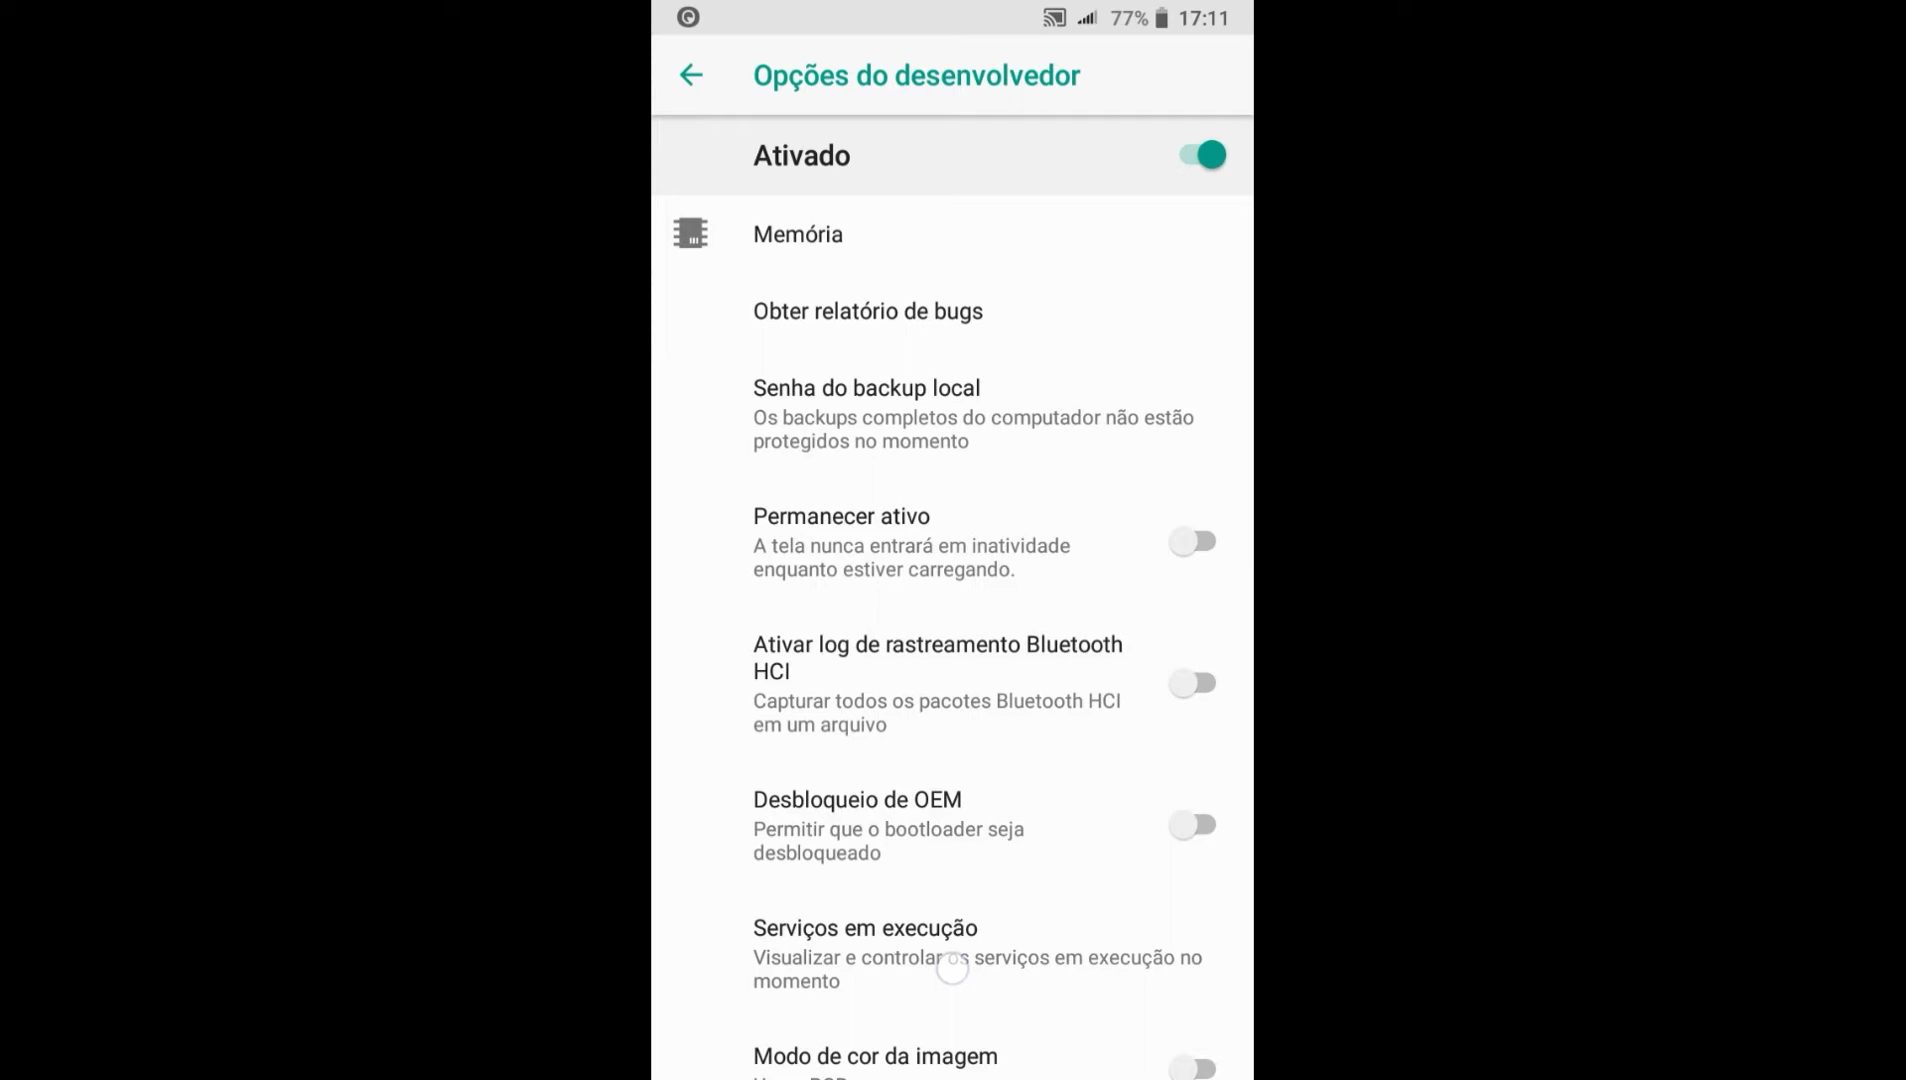 77% 17:11
Opções do desenvolvedor
Ativado
Memória
Obter relatório de bugs
Senha do backup local
Os backups completos do computador não estão
protegidos no momento
Permanecer ativo
A tela nunca entrará em inatividade
enquanto estiver carregando.
Ativar log de rastreamento Bluetooth
HCI
Capturar todos os pacotes Bluetooth HCI
em um arquivo
Desbloqueio de OEM
Permitir que o bootloader seja
desbloqueado
Serviços em execução
Visualizar e controlar os serviços em execução no
momento
Modo de cor da imagem